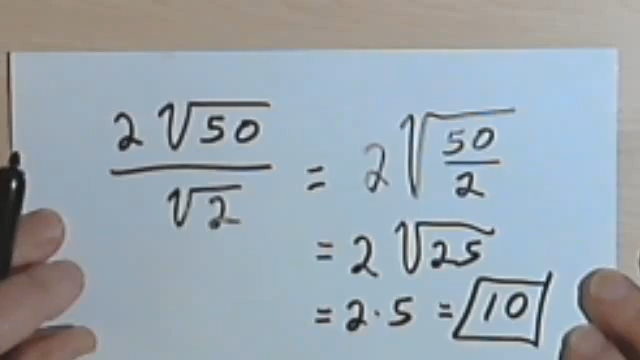 2√50 / √2 = 2√(50/2)
= 2√25
= 2·5 = 10